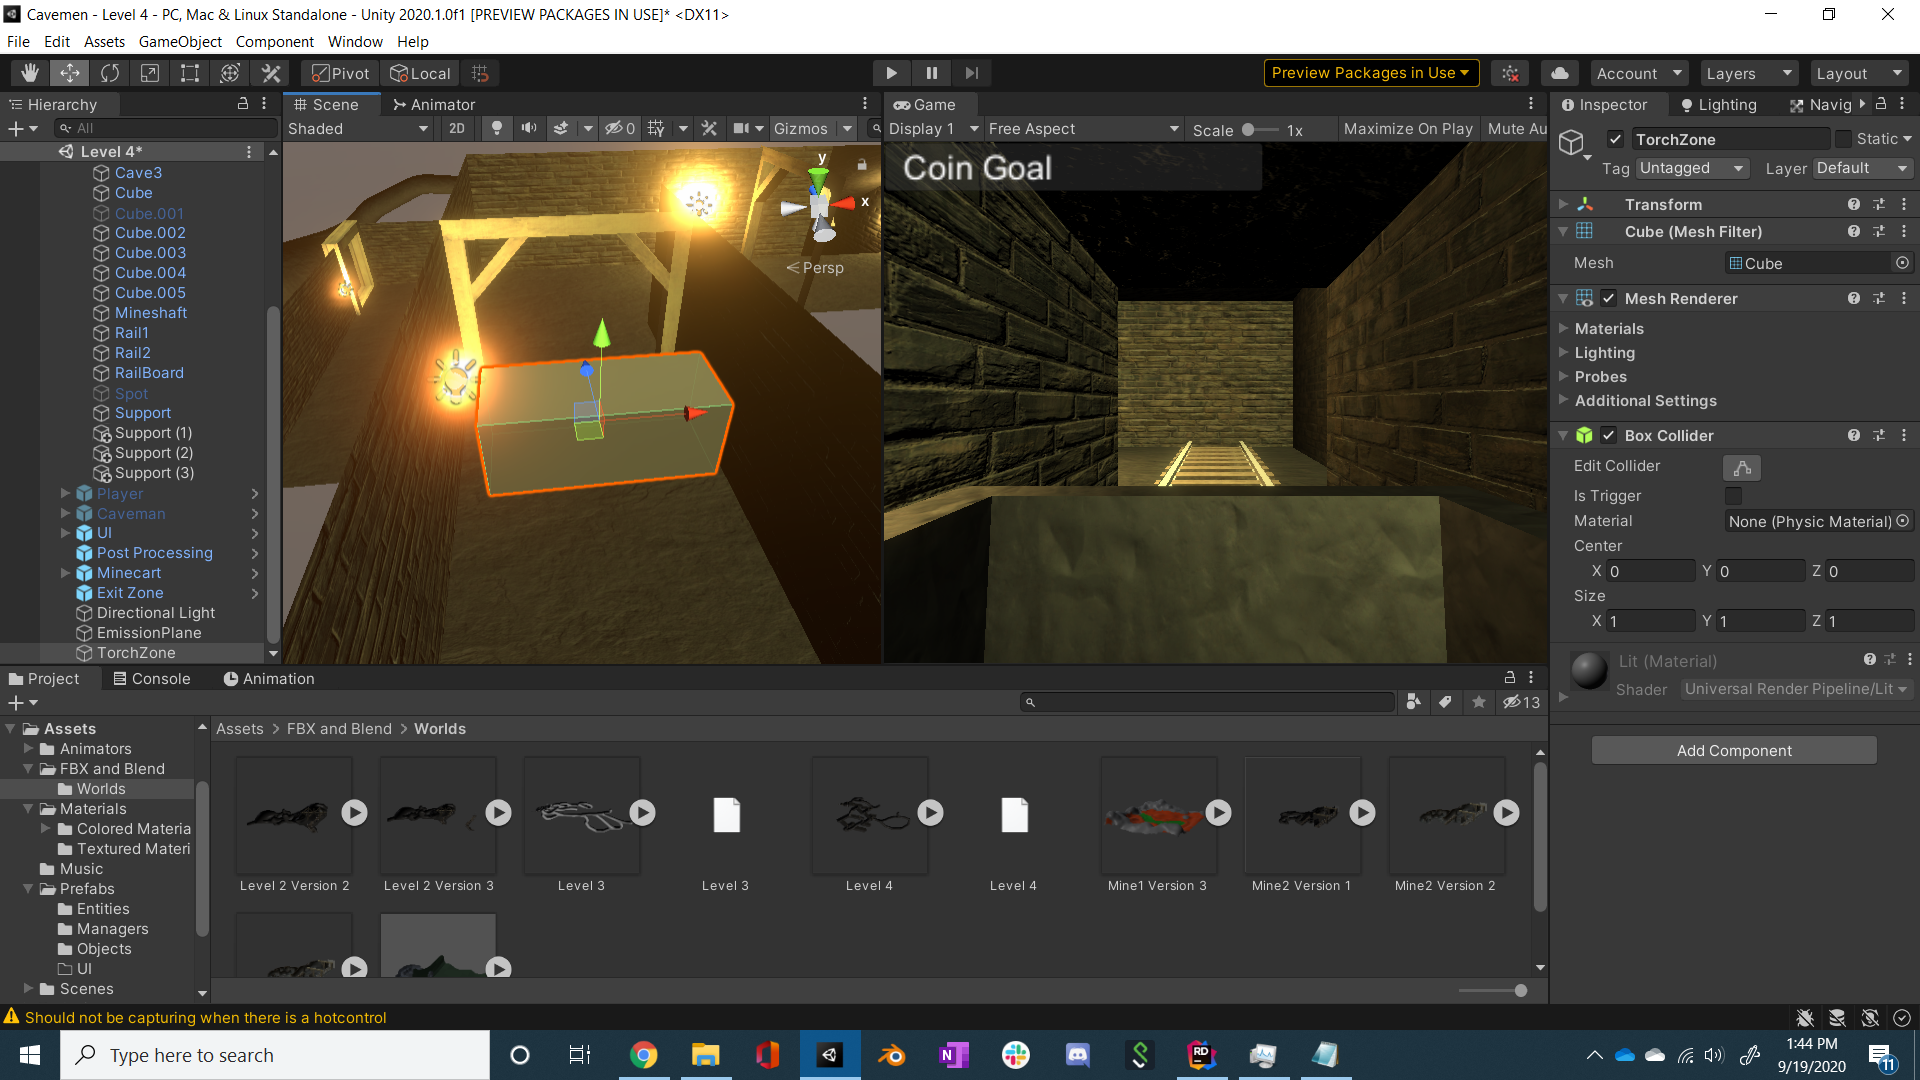 Cavemen - Level 4 - PC, Mac & Linux Standalone - Unity 2020.1.0f1 [PREVIEW PACKAGES IN USE]* <DX11>
File Edit Assets GameObject Component Window Help
Pivot Local Preview Packages in Use Account Layers Layout
Hierarchy
All
Level 4*
Cave3
Cube
Cube.001
Cube.002
Cube.003
Cube.004
Cube.005
Mineshaft
Rail1
Rail2
RailBoard
Spot
Support
Support (1)
Support (2)
Support (3)
Player
Caveman
UI
Post Processing
Minecart
Exit Zone
Directional Light
EmissionPlane
TorchZone
Scene Animator
Shaded 2D 0 Gizmos
y
x
Persp
Game
Display 1 Free Aspect Scale 1x Maximize On Play Mute Au
Coin Goal
Inspector Lighting Navig
TorchZone Static
Tag Untagged Layer Default
Transform
Cube (Mesh Filter)
Mesh Cube
Mesh Renderer
Materials
Lighting
Probes
Additional Settings
Box Collider
Edit Collider
Is Trigger
Material None (Physic Material)
Center
X 0 Y 0 Z 0
Size
X 1 Y 1 Z 1
Lit (Material)
Shader Universal Render Pipeline/Lit
Add Component
Project Console Animation
13
Assets
Animators
FBX and Blend
Worlds
Materials
Colored Materia
Textured Materi
Music
Prefabs
Entities
Managers
Objects
UI
Scenes
Assets > FBX and Blend > Worlds
Level 2 Version 2 Level 2 Version 3 Level 3 Level 3 Level 4 Level 4 Mine1 Version 3 Mine2 Version 1 Mine2 Version 2
Should not be capturing when there is a hotcontrol
Type here to search
N
S
RD
1:44 PM
9/19/2020
11